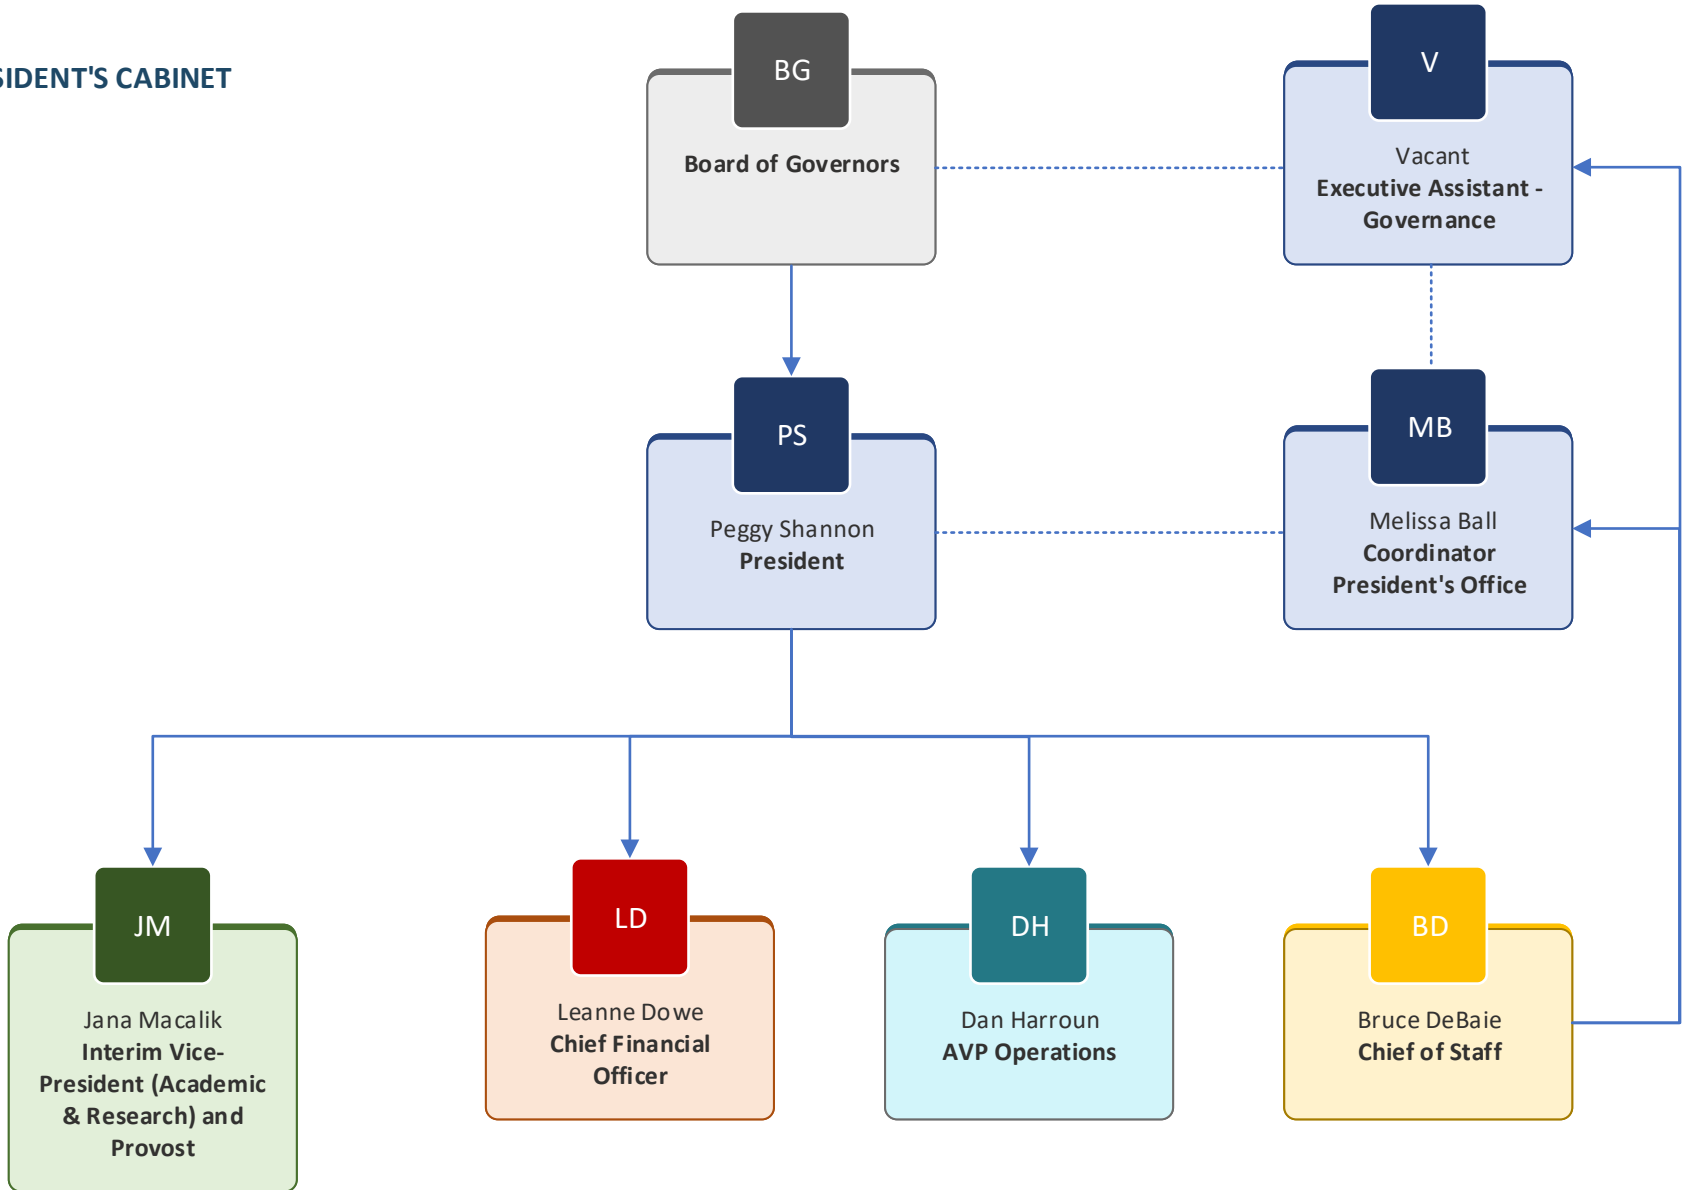 SIDENT'S CABINET
BG
Board of Governors
V
Vacant
Executive Assistant -
Governance
PS
Peggy Shannon
President
MB
Melissa Ball
Coordinator
President's Office
JM
Jana Macalik
Interim Vice-
President (Academic
& Research) and
Provost
LD
Leanne Dowe
Chief Financial
Officer
DH
Dan Harroun
AVP Operations
BD
Bruce DeBaie
Chief of Staff